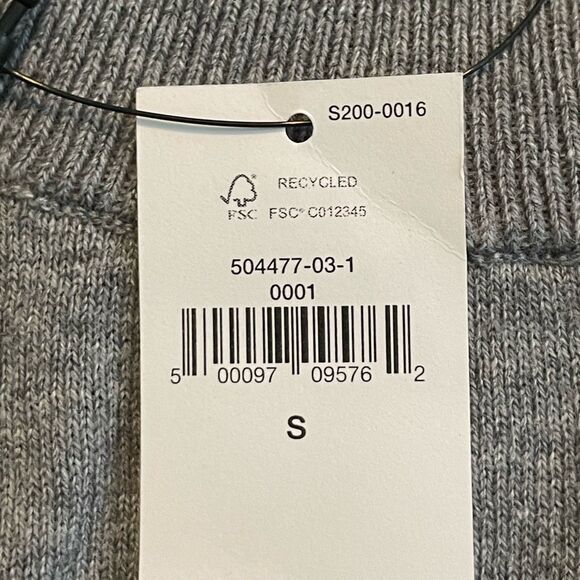 S200-0016
RECYCLED
FSC FSC® C012345
504477-03-1
0001
5 00097 09576 2
S